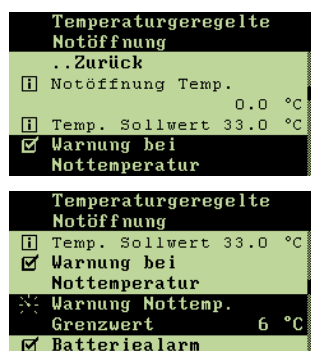 Temperaturgeregelte
Notöffnung
..Zurück
i Notöffnung Temp.
0.0 °C
i Temp. Sollwert 33.0 °C
Warnung bei
Nottemperatur
Temperaturgeregelte
Notöffnung
i Temp. Sollwert 33.0 °C
Warnung bei
Nottemperatur
Warnung Nottemp.
Grenzwert 6 °C
Batteriealarm